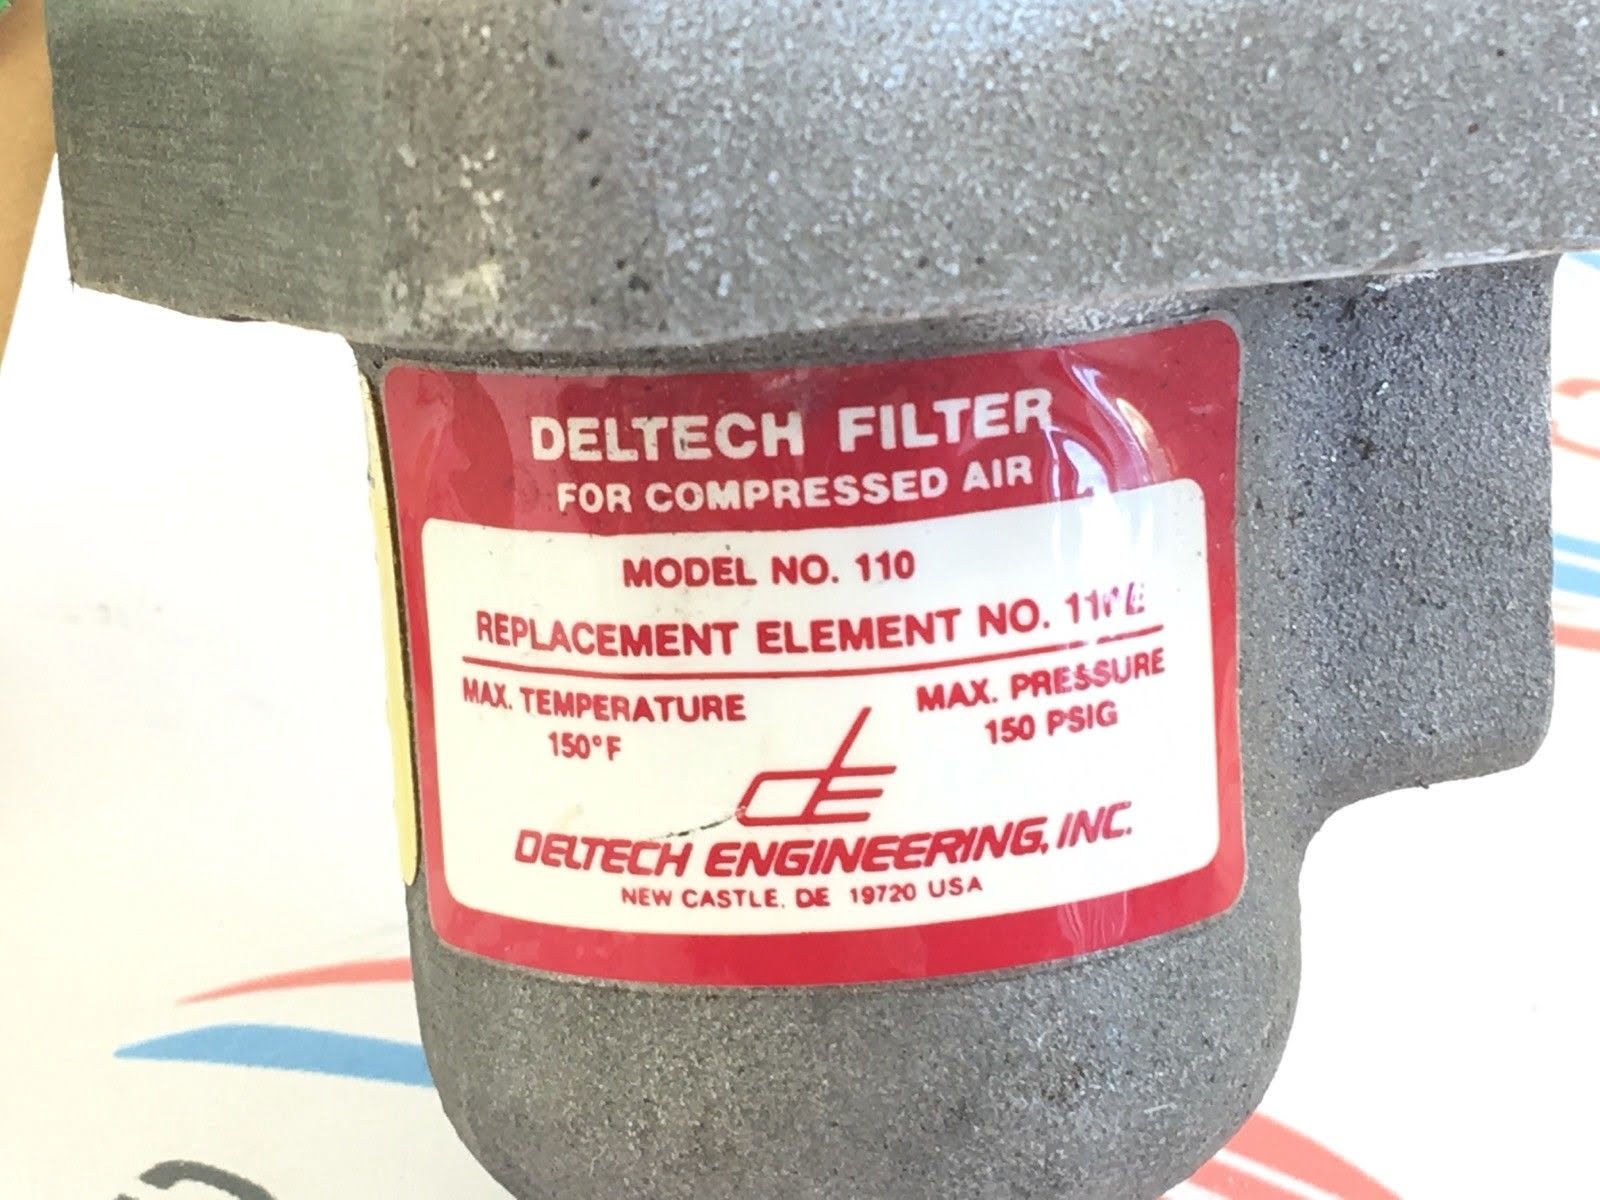 DELTECH FILTER
FOR COMPRESSED AIR
MODEL NO. 110
REPLACEMENT ELEMENT NO.
MAX. TEMPERATURE
150°F
MAX. PRESSURE
150 PSIG
DELTECH ENGINEERING, INC.
NEW CASTLE, DE 19720 USA